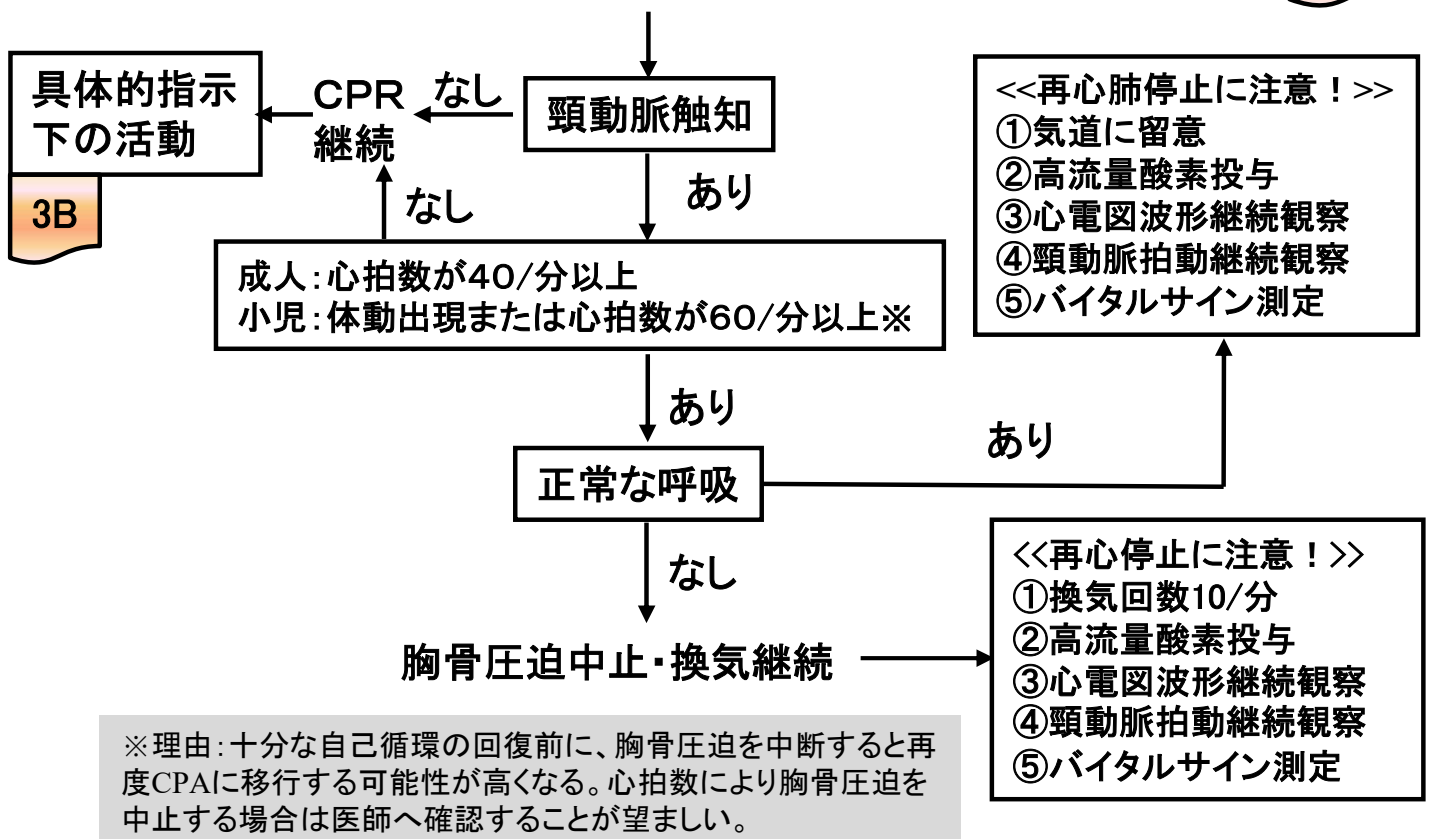 具体的指示
下の活動
3B
CPR
継続
なし
頸動脈触知
あり
なし
成人：心拍数が40/分以上
小児：体動出現または心拍数が60/分以上※
あり
正常な呼吸
あり
なし
胸骨圧迫中止・換気継続
<<再心肺停止に注意！>>
①気道に留意
②高流量酸素投与
③心電図波形継続観察
④頸動脈拍動継続観察
⑤バイタルサイン測定
<<再心停止に注意！>>
①換気回数10/分
②高流量酸素投与
③心電図波形継続観察
④頸動脈拍動継続観察
⑤バイタルサイン測定
※理由：十分な自己循環の回復前に、胸骨圧迫を中断すると再
度CPAに移行する可能性が高くなる。心拍数により胸骨圧迫を
中止する場合は医師へ確認することが望ましい。